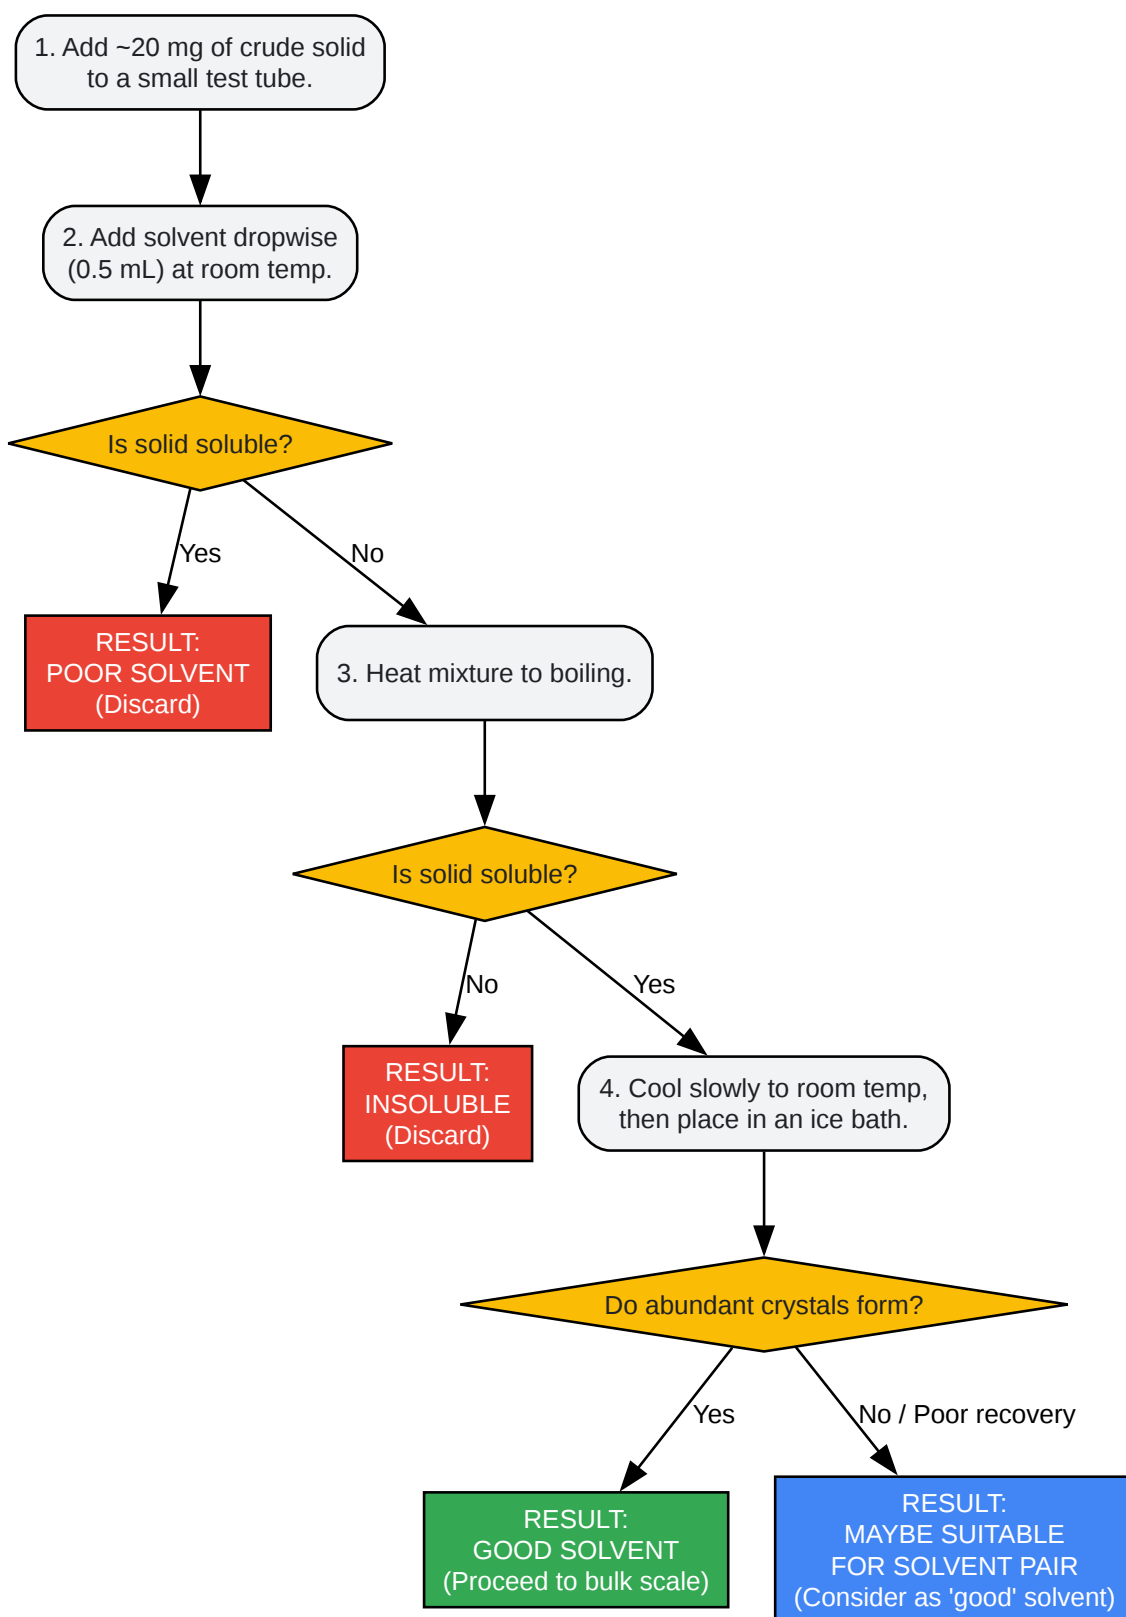 1. Add ~20 mg of crude solid
to a small test tube.
2. Add solvent dropwise
(0.5 mL) at room temp.
Is solid soluble?
Yes
No
RESULT:
POOR SOLVENT
(Discard)
3. Heat mixture to boiling.
Is solid soluble?
No
Yes
RESULT:
INSOLUBLE
(Discard)
4. Cool slowly to room temp,
then place in an ice bath.
Do abundant crystals form?
Yes
No / Poor recovery
RESULT:
GOOD SOLVENT
(Proceed to bulk scale)
RESULT:
MAYBE SUITABLE
FOR SOLVENT PAIR
(Consider as 'good' solvent)